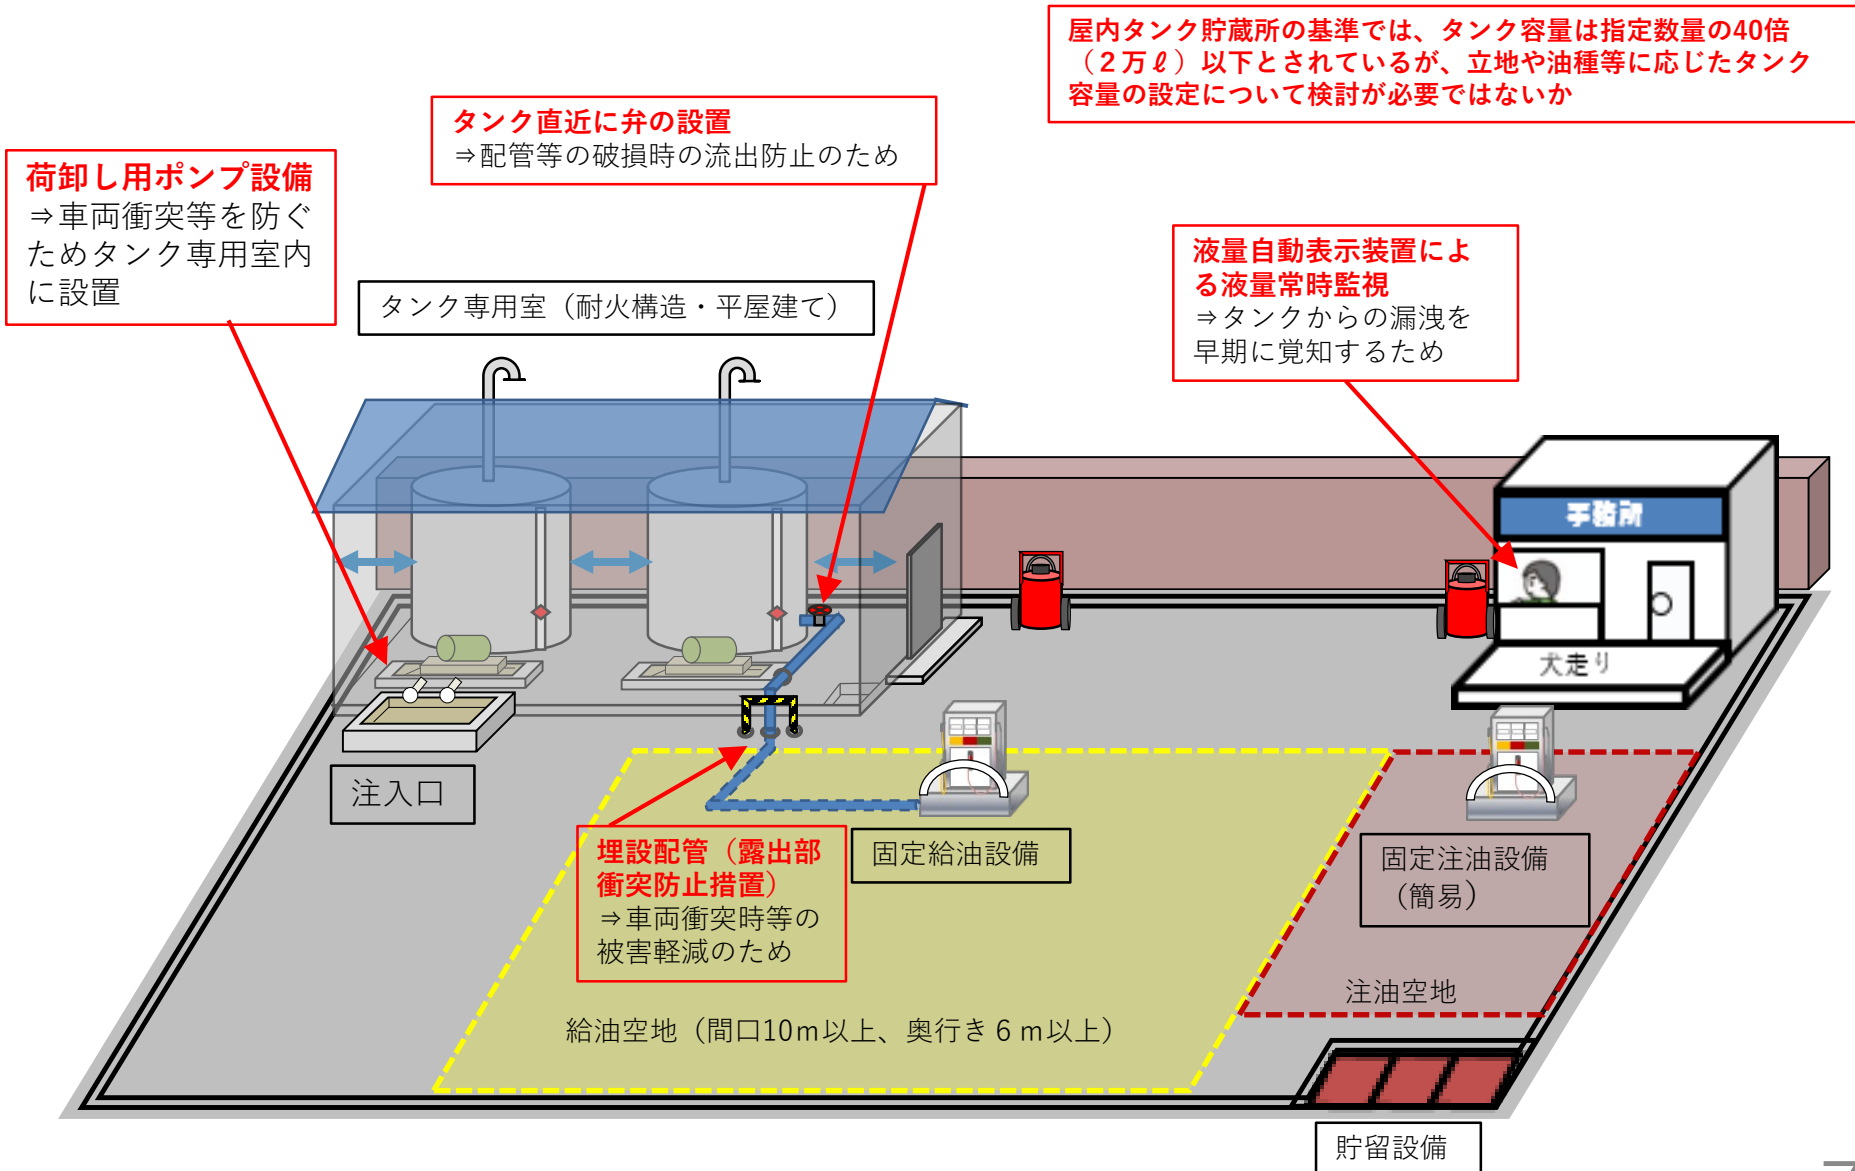 屋内タンク貯蔵所の基準では、タンク容量は指定数量の40倍
（２万ℓ）以下とされているが、立地や油種等に応じたタンク
容量の設定について検討が必要ではないか
タンク直近に弁の設置
⇒配管等の破損時の流出防止のため
荷卸し用ポンプ設備
⇒車両衝突等を防ぐ
ためタンク専用室内
に設置
液量自動表示装置によ
る液量常時監視
⇒タンクからの漏洩を
早期に覚知するため
タンク専用室（耐火構造・平屋建て）
事務所
犬走り
注入口
埋設配管（露出部
衝突防止措置）
⇒車両衝突時等の
被害軽減のため
固定給油設備
固定注油設備
（簡易）
注油空地
給油空地（間口10ｍ以上、奥行き６ｍ以上）
貯留設備